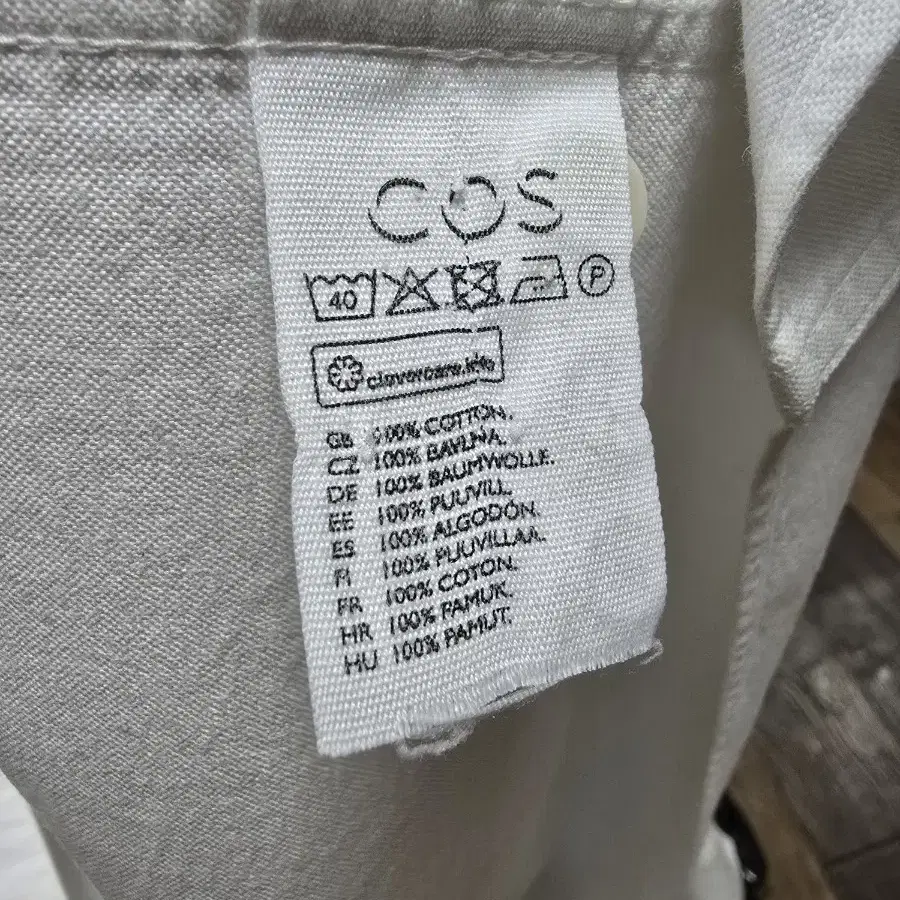 COS
40 P
clevercare.info
GB 100% COTTON.
CZ 100% BAVLNA.
DE 100% BAUMWOLLE.
EE 100% PUUVILL.
ES 100% ALGODÓN.
FI 100% PUUVILLAA.
FR 100% COTON.
HR 100% PAMUK.
HU 100% PAMUT.